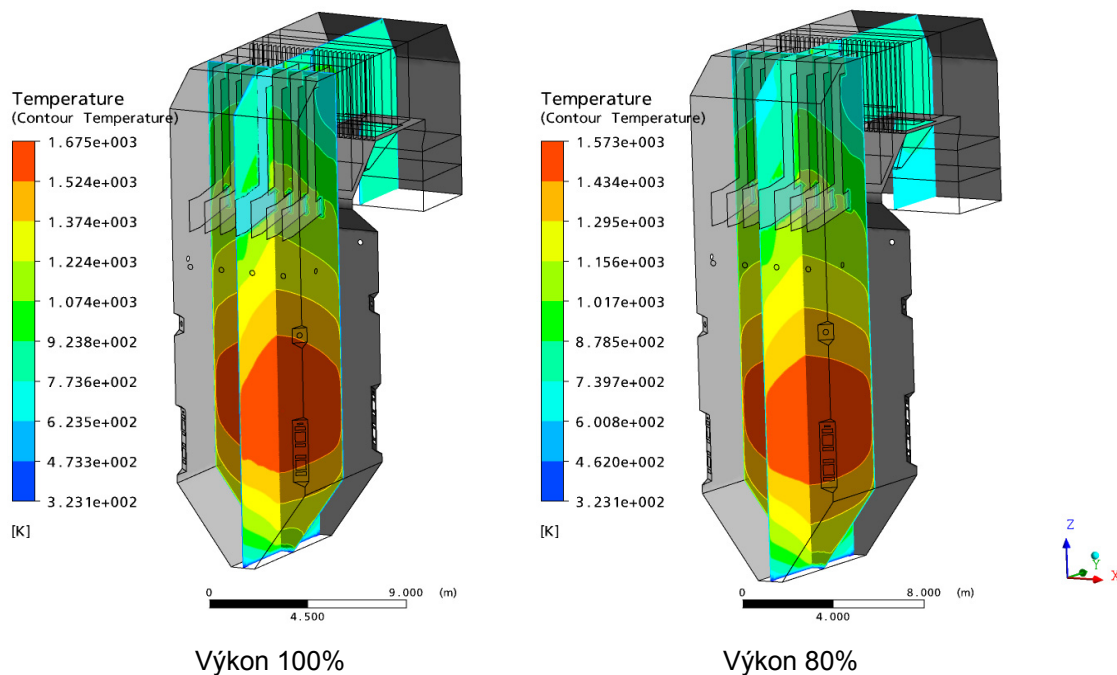 Temperature
(Contour Temperature)
1.675e+003
1.524e+003
1.374e+003
1.224e+003
1.074e+003
9.238e+002
7.736e+002
6.235e+002
4.733e+002
3.231e+002
[K]
0 9.000 (m)
4.500
Výkon 100%
Temperature
(Contour Temperature)
1.573e+003
1.434e+003
1.295e+003
1.156e+003
1.017e+003
8.785e+002
7.397e+002
6.008e+002
4.620e+002
3.231e+002
[K]
0 8.000 (m)
4.000
Výkon 80%
Z
Y
X